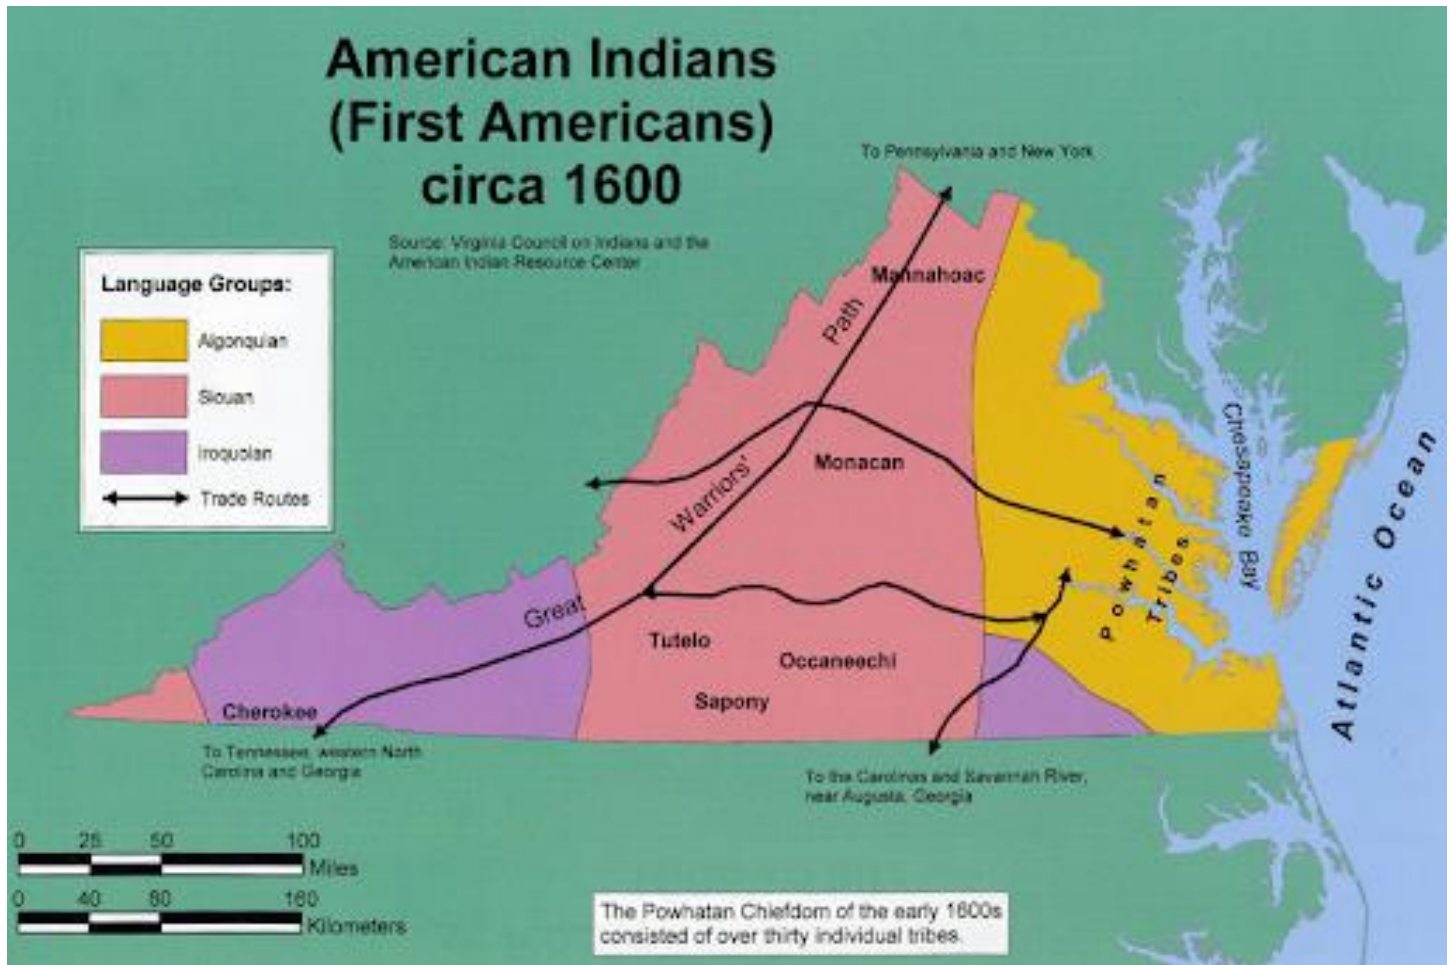 American Indians
(First Americans)
circa 1600
Source: Virginia Council on Indians and the
American Indian Resource Center
To Pennsylvania and New York
Language Groups:
Algonquian
Siouan
Iroquoian
Trade Routes
Mannahoac
Path
Monacan
Warriors'
Great
Chesapeake Bay
Powhatan
Tribes
Atlantic Ocean
Tutelo
Occaneechi
Sapony
Cherokee
To Tennessee, western North
Carolina and Georgia
To the Carolinas and Savannah River,
near Augusta, Georgia
0 25 50 100
Miles
0 40 80 160
Kilometers
The Powhatan Chiefdom of the early 1600s
consisted of over thirty individual tribes.